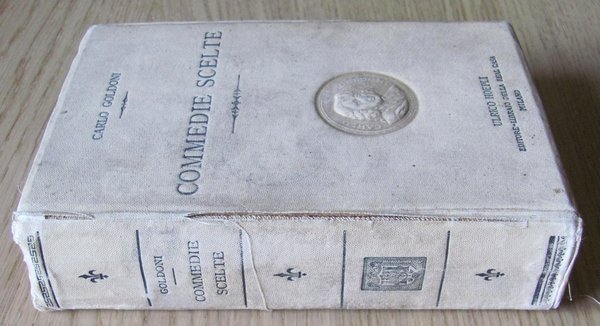 CARLO GOLDONI
COMMEDIE SCELTE
ULRICO HOEPLI
EDITORE-LIBRAIO DELLA REAL CASA
MILANO
GOLDONI
COMMEDIE
SCELTE